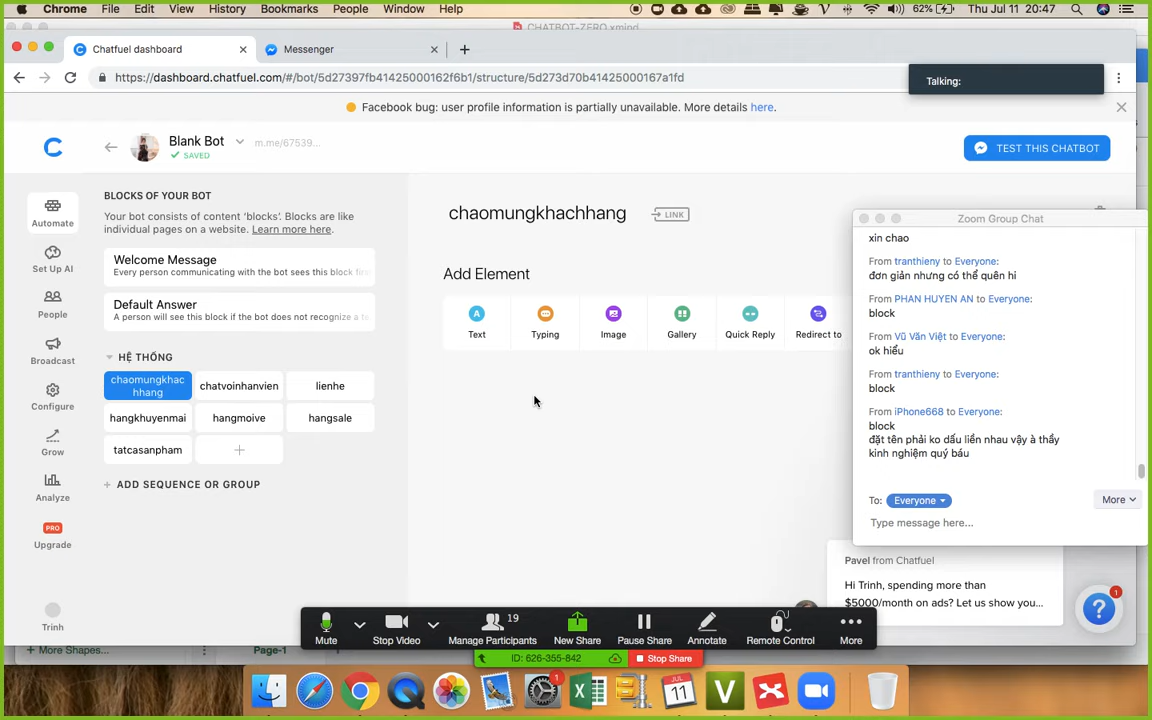 Chrome File Edit View History Bookmarks People Window Help
62% Thu Jul 11 20:47
CHATBOT-ZERO.xmind
Chatfuel dashboard
Messenger
https://dashboard.chatfuel.com/#/bot/5d27397fb41425000162f6b1/structure/5d273d70b41425000167a1fd
Talking:
Facebook bug: user profile information is partially unavailable. More details here.
Blank Bot
m.me/67539...
SAVED
TEST THIS CHATBOT
Automate
Set Up AI
People
Broadcast
Configure
Grow
Analyze
PRO
Upgrade
Trinh
BLOCKS OF YOUR BOT
Your bot consists of content ‘blocks’. Blocks are
like individual pages on a website. Learn more here.
Welcome Message
Every person communicating with the bot sees this block
Default Answer
A person will see this block if the bot does not recognize a
HỆ THỐNG
chaomungkhac
hhang
chatvoinhanvien
lienhe
hangkhuyenmai
hangmoive
hangsale
tatcasanpham
+
+ ADD SEQUENCE OR GROUP
chaomungkhachhang
LINK
Add Element
Text
Typing
Image
Gallery
Quick Reply
Redirect to
Zoom Group Chat
xin chao
From tranthieny to Everyone:
đơn giản nhưng có thể quên hi
From PHAN HUYEN AN to Everyone:
block
From Vũ Văn Việt to Everyone:
ok hiểu
From tranthieny to Everyone:
block
From iPhone668 to Everyone:
block
đặt tên phải ko dấu liền nhau vậy à thầy
kinh nghiệm quý báu
To: Everyone
More
Type message here...
Pavel from Chatfuel
Hi Trinh, spending more than
$5000/month on ads? Let us show you...
1
?
Mute
Stop Video
19
Manage Participants
New Share
Pause Share
Annotate
Remote Control
More
ID: 626-355-842
Stop Share
+ More Shapes...
Page-1
1
JUL
11